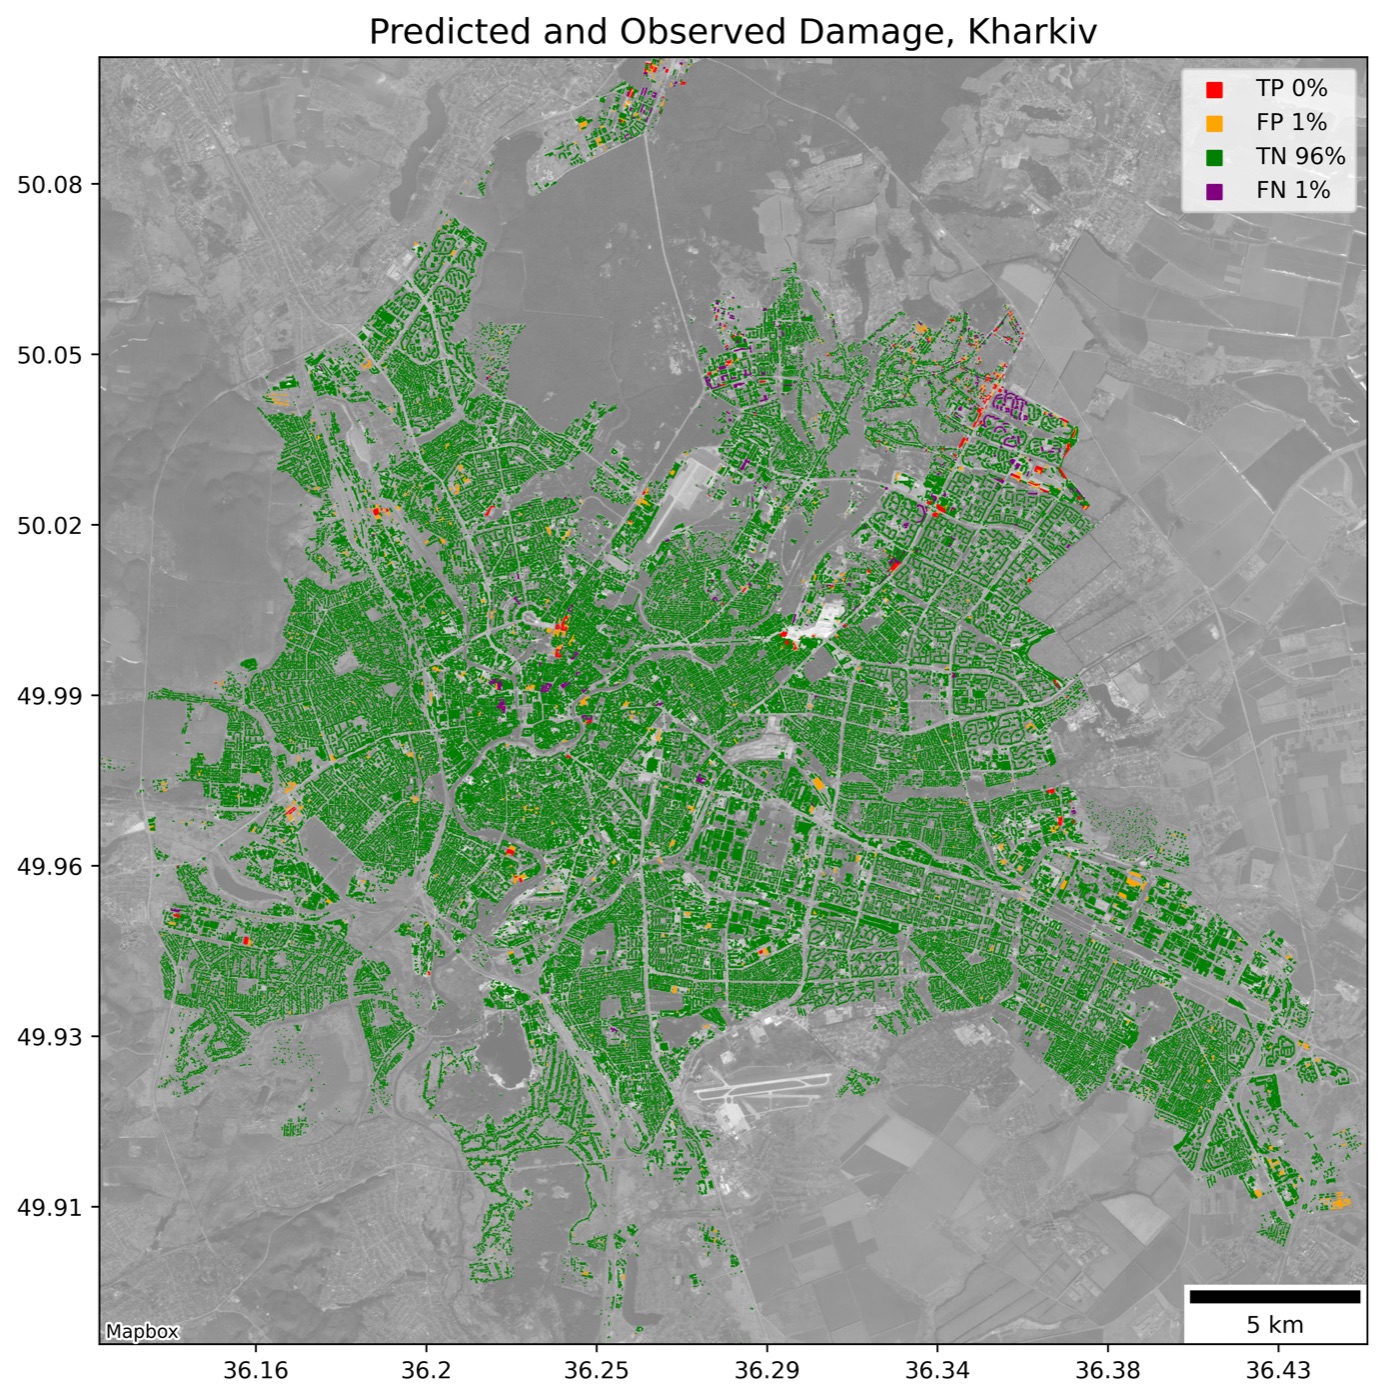 Predicted and Observed Damage, Kharkiv
TP 0%
FP 1%
TN 96%
FN 1%
50.08
50.05
50.02
49.99
49.96
49.93
49.91
5 km
Mapbox
36.16 36.2 36.25 36.29 36.34 36.38 36.43